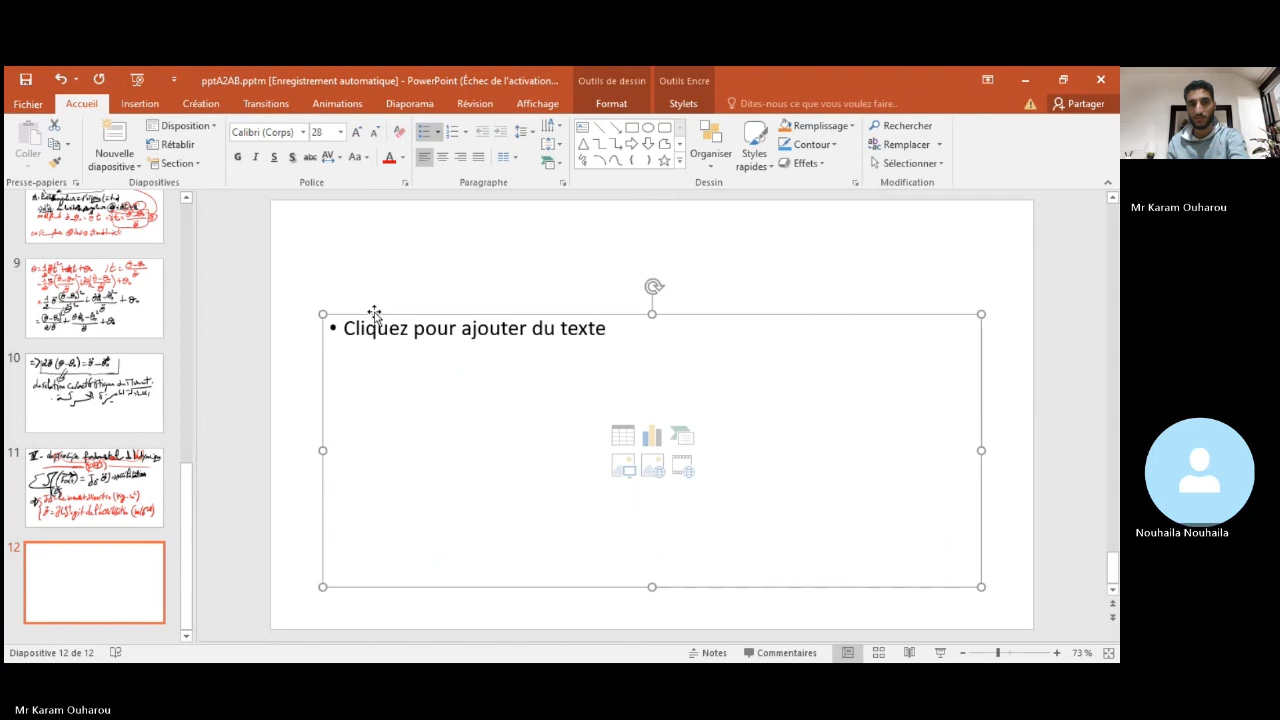 pptA2AB.pptm [Enregistrement automatique] - PowerPoint (Échec de l'activation...
Outils de dessin
Outils Encre
Fichier
Accueil
Insertion
Création
Transitions
Animations
Diaporama
Révision
Affichage
Format
Stylets
Dites-nous ce que vous voulez faire..
Partager
Coller
Nouvelle diapositive
Disposition
Rétablir
Section
Calibri (Corps)
28
G I S S abc AV Aa A
Organiser
Styles rapides
Remplissage
Contour
Effets
Rechercher
Remplacer
Sélectionner
Presse-papiers
Diapositives
Police
Paragraphe
Dessin
Modification
9
10
11
12
• Cliquez pour ajouter du texte
Diapositive 12 de 12
Notes
Commentaires
73 %
Mr Karam Ouharou
Nouhaila Nouhaila
Mr Karam Ouharou